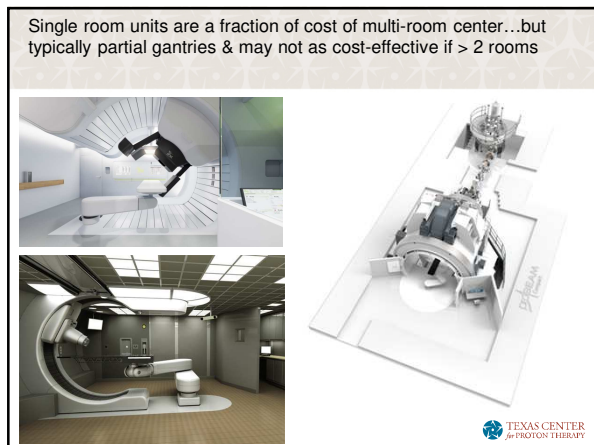 Single room units are a fraction of cost of multi-room center…but
typically partial gantries & may not as cost-effective if > 2 rooms
TEXAS CENTER
for PROTON THERAPY